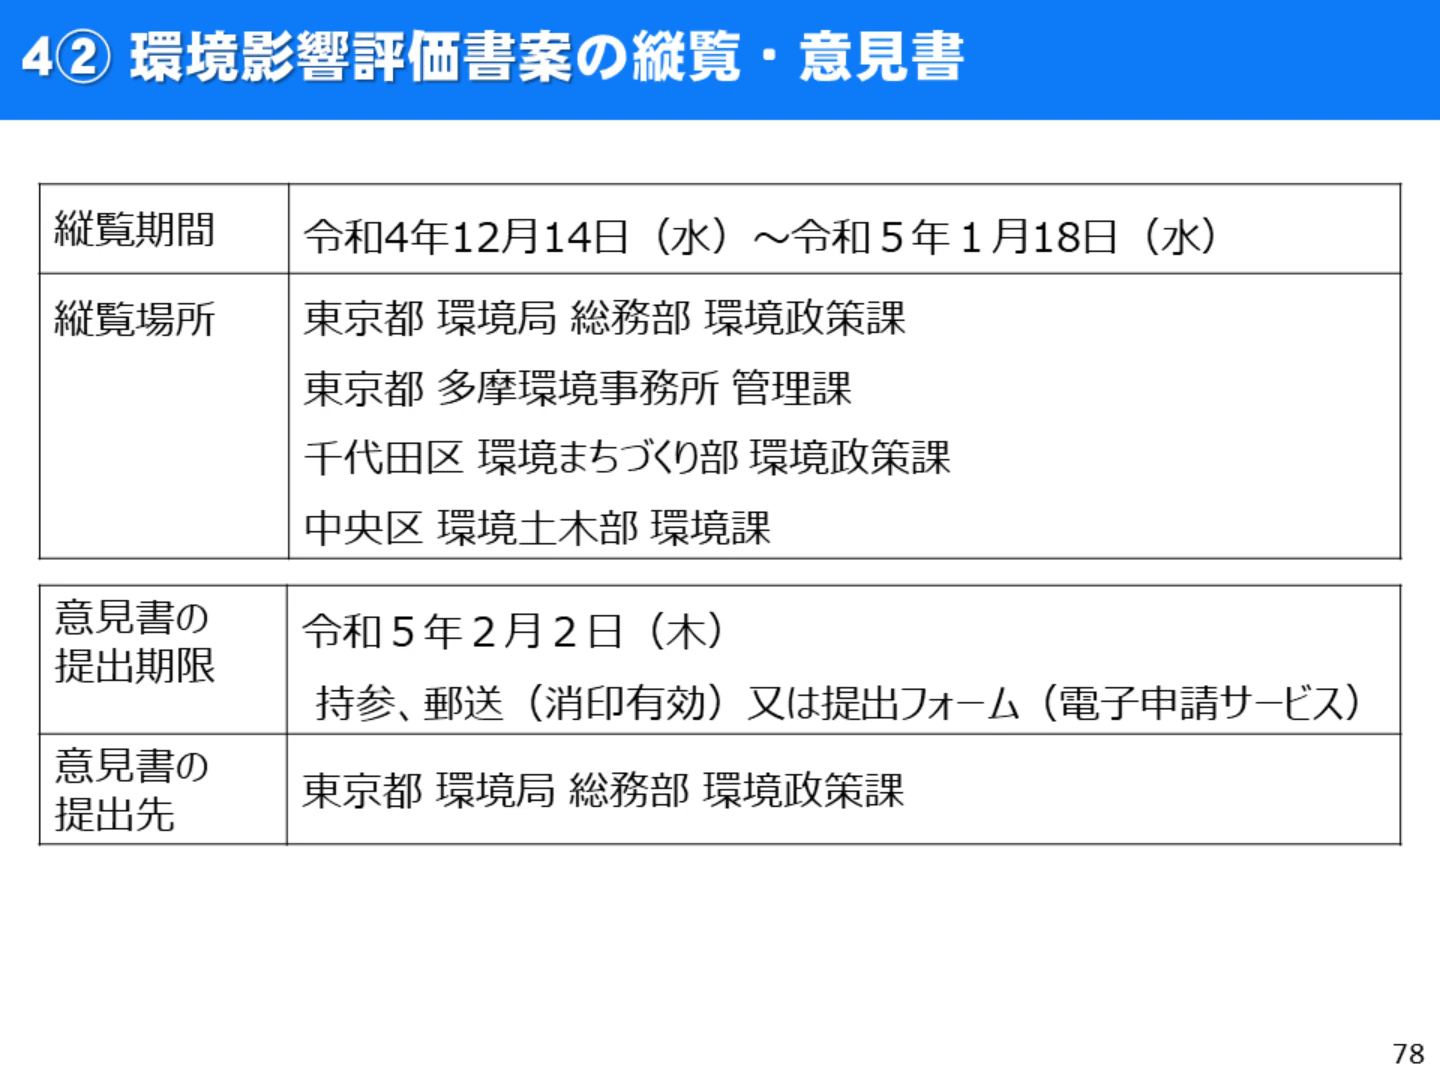 4② 環境影響評価書案の縦覧・意見書
縦覧期間
令和4年12月14日（水）～令和５年１月18日（水）
縦覧場所
東京都 環境局 総務部 環境政策課
東京都 多摩環境事務所 管理課
千代田区 環境まちづくり部 環境政策課
中央区 環境土木部 環境課
意見書の
提出期限
令和５年２月２日（木）
持参、郵送（消印有効）又は提出フォーム（電子申請サービス）
意見書の
提出先
東京都 環境局 総務部 環境政策課
78